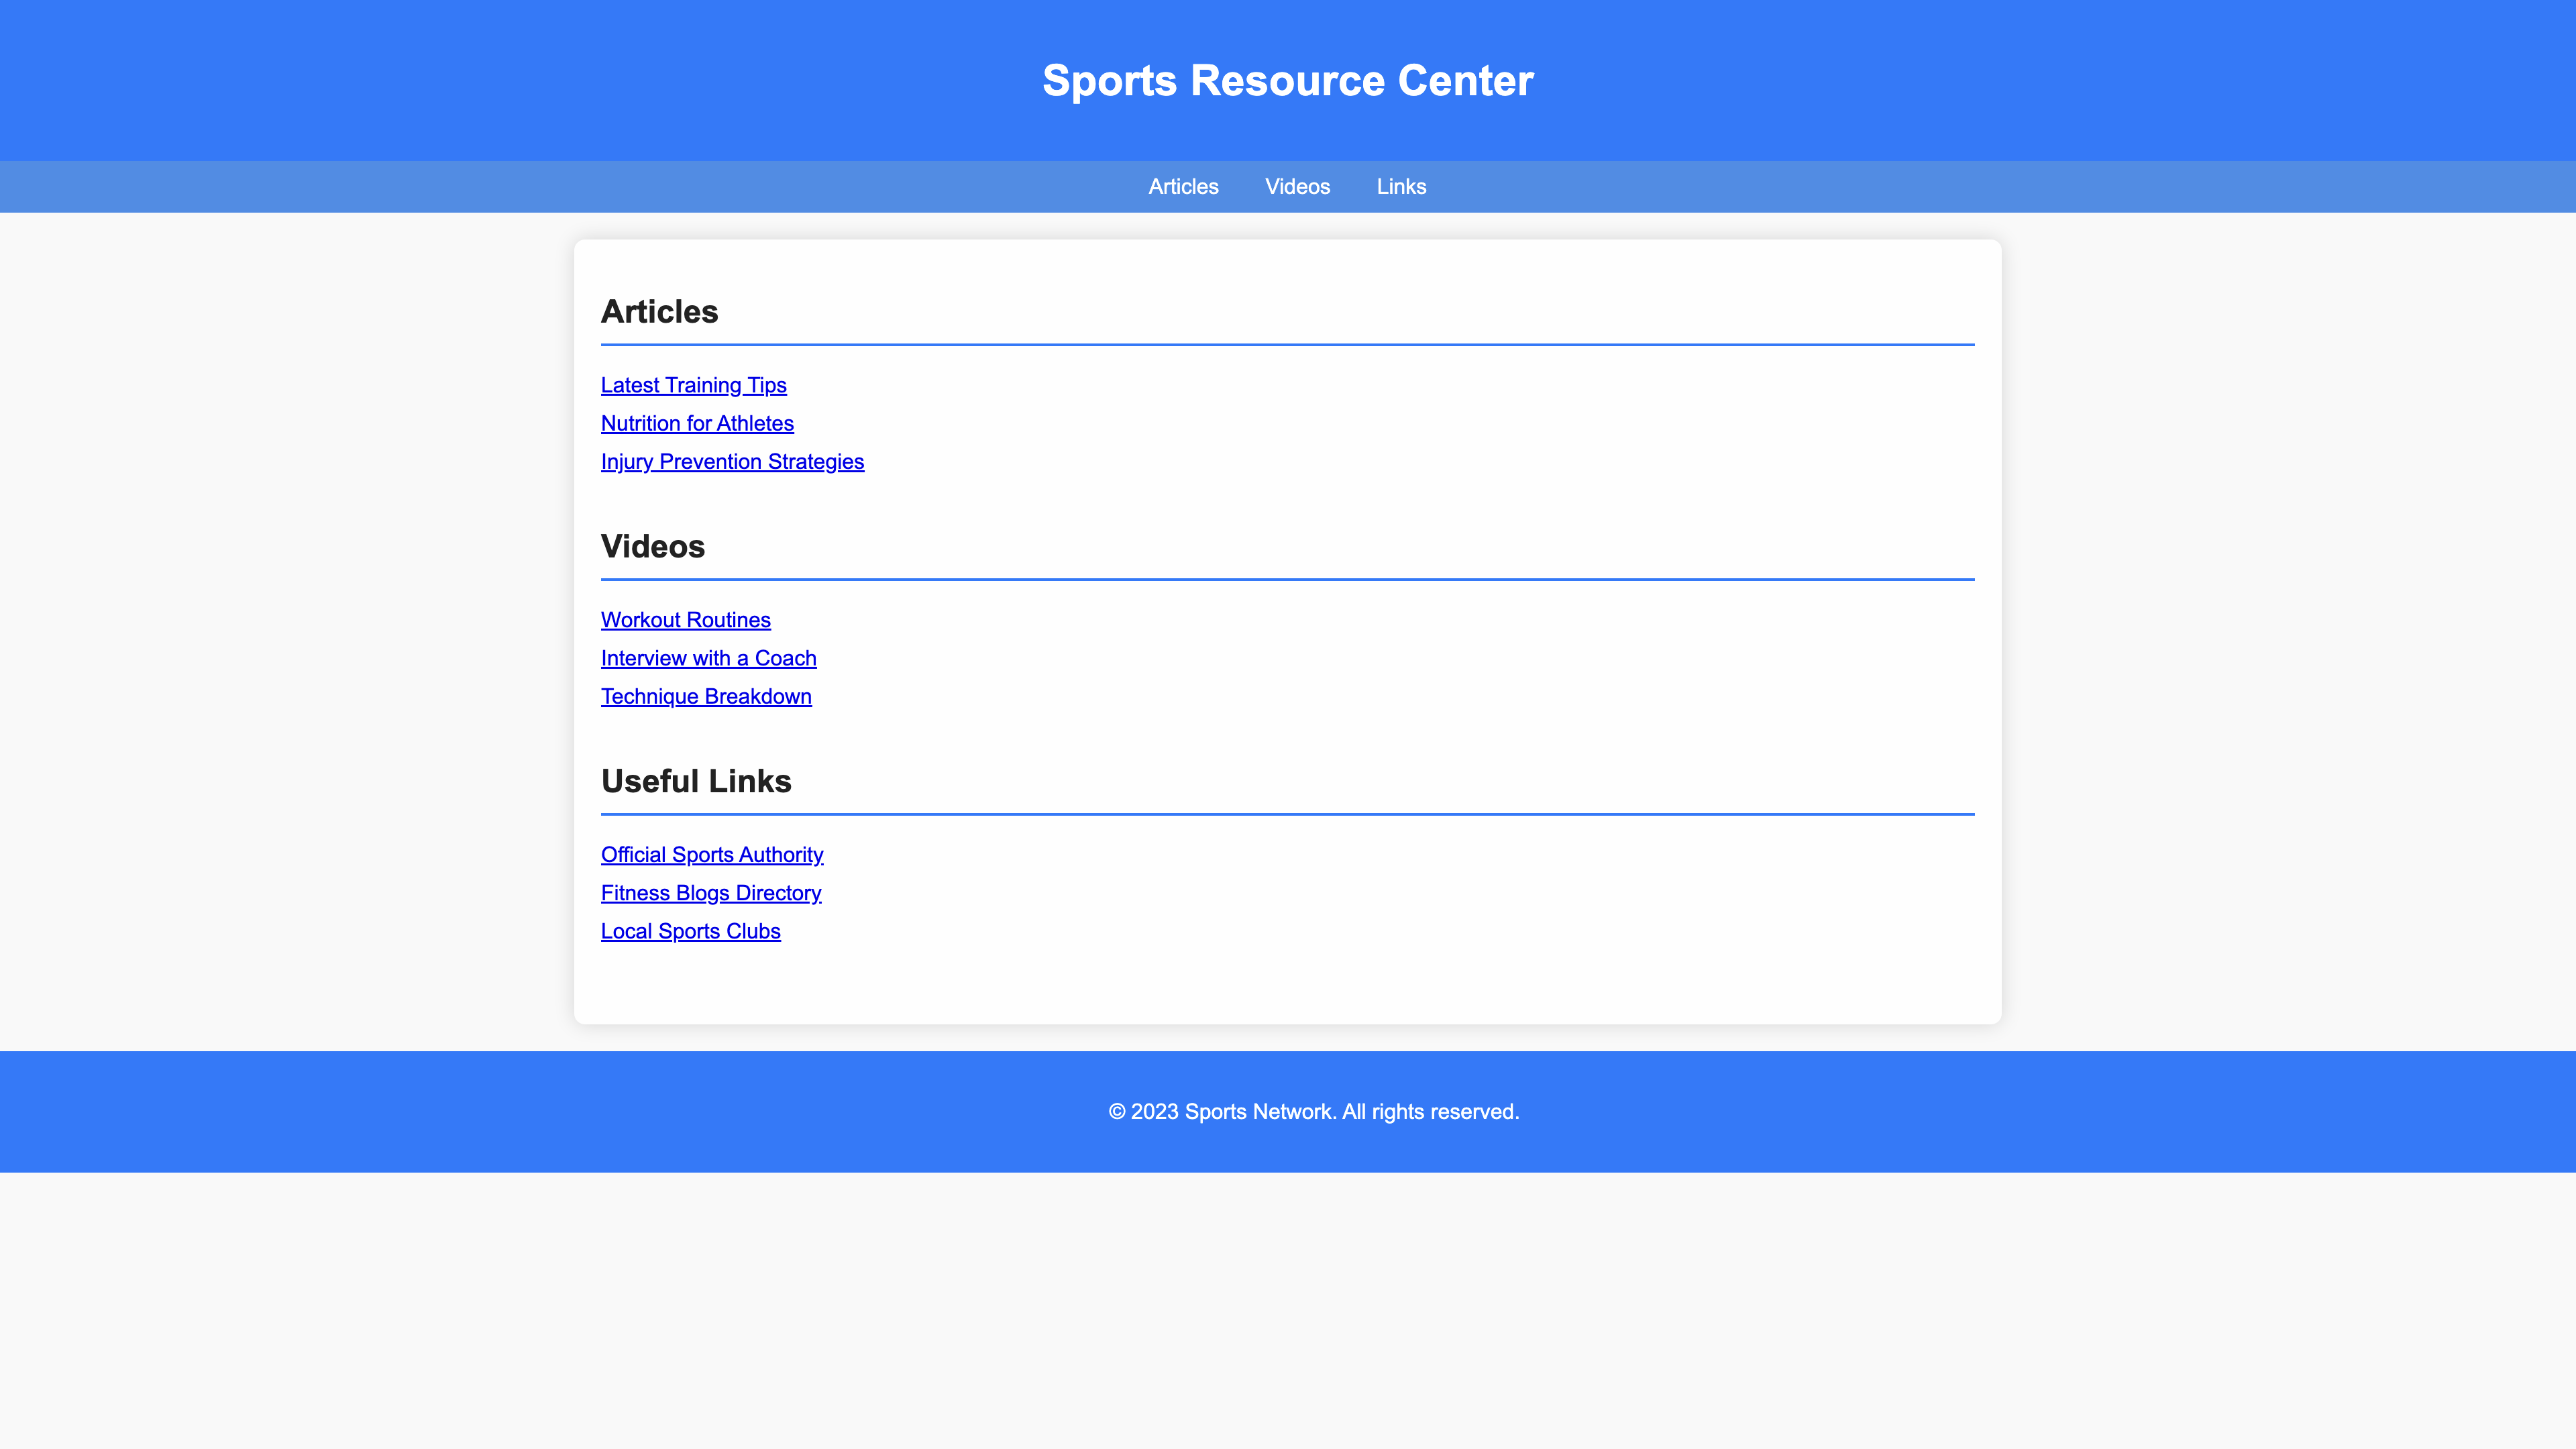 Sports Resource Center
Articles Videos Links
Articles
Latest Training Tips
Nutrition for Athletes
Injury Prevention Strategies
Videos
Workout Routines
Interview with a Coach
Technique Breakdown
Useful Links
Official Sports Authority
Fitness Blogs Directory
Local Sports Clubs
© 2023 Sports Network. All rights reserved.